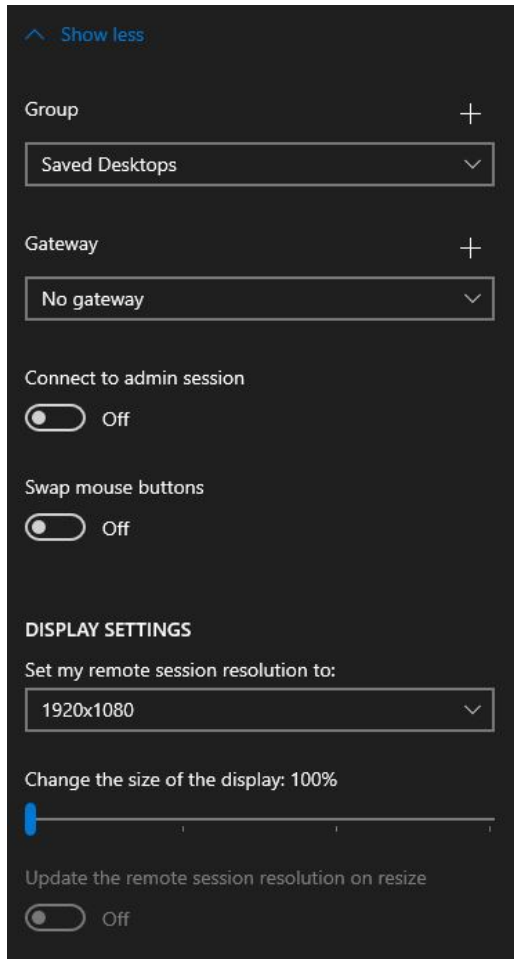 Show less
Group
Saved Desktops
Gateway
No gateway
Connect to admin session
Off
Swap mouse buttons
Off
DISPLAY SETTINGS
Set my remote session resolution to:
1920x1080
Change the size of the display: 100%
Update the remote session resolution on resize
Off